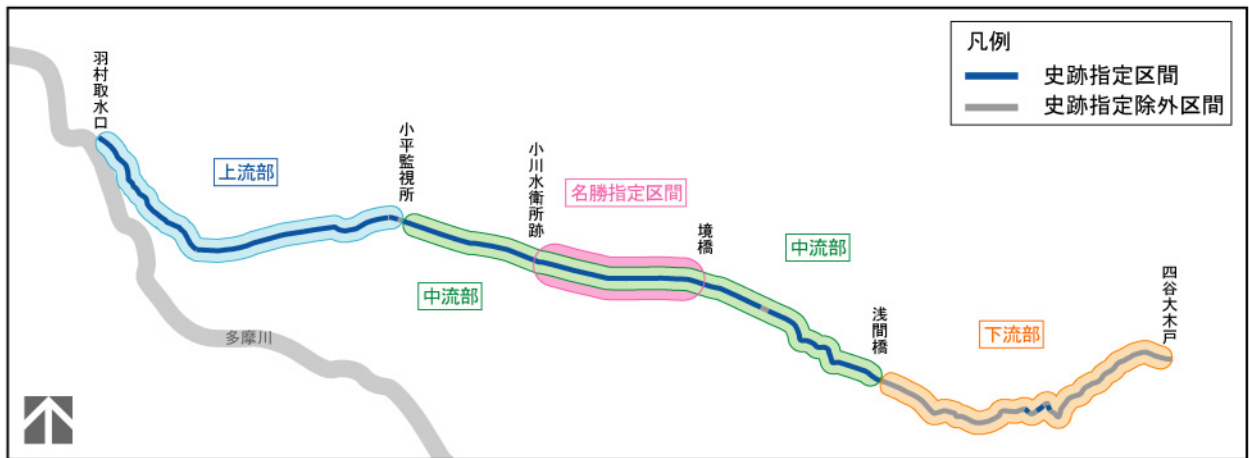 凡例
史跡指定区間
史跡指定除外区間
羽村取水口
上流部
小平監視所
小川水衛所跡
名勝指定区間
境橋
中流部
中流部
浅間橋
下流部
四谷大木戸
多摩川